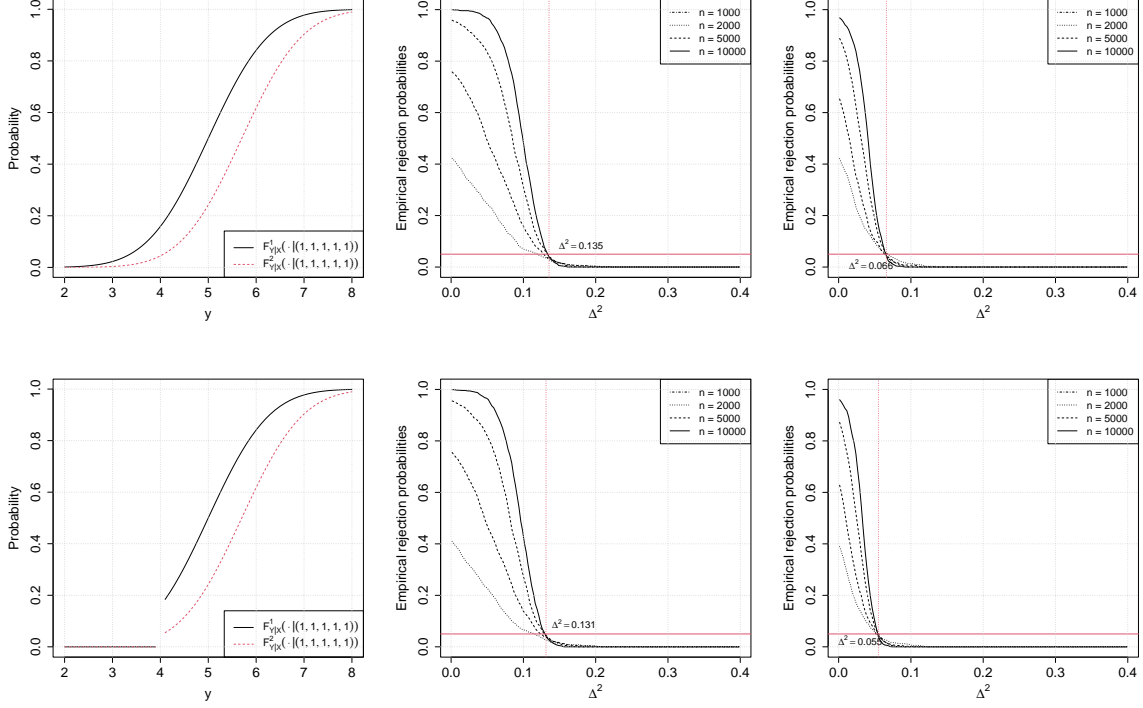 Probability
0.0 0.2 0.4 0.6 0.8 1.0
2 3 4 5 6 7 8
y
F¹Y|X( · |(1, 1, 1, 1, 1))
F²Y|X( · |(1, 1, 1, 1, 1))
Empirical rejection probabilities
0.0 0.2 0.4 0.6 0.8 1.0
0.0 0.1 0.2 0.3 0.4
Δ²
n = 1000
n = 2000
n = 5000
n = 10000
Δ² = 0.135
Empirical rejection probabilities
0.0 0.2 0.4 0.6 0.8 1.0
0.0 0.1 0.2 0.3 0.4
Δ²
n = 1000
n = 2000
n = 5000
n = 10000
Δ² = 0.066
Probability
0.0 0.2 0.4 0.6 0.8 1.0
2 3 4 5 6 7 8
y
F¹Y|X( · |(1, 1, 1, 1, 1))
F²Y|X( · |(1, 1, 1, 1, 1))
Empirical rejection probabilities
0.0 0.2 0.4 0.6 0.8 1.0
0.0 0.1 0.2 0.3 0.4
Δ²
n = 1000
n = 2000
n = 5000
n = 10000
Δ² = 0.131
Empirical rejection probabilities
0.0 0.2 0.4 0.6 0.8 1.0
0.0 0.1 0.2 0.3 0.4
Δ²
n = 1000
n = 2000
n = 5000
n = 10000
Δ² = 0.055